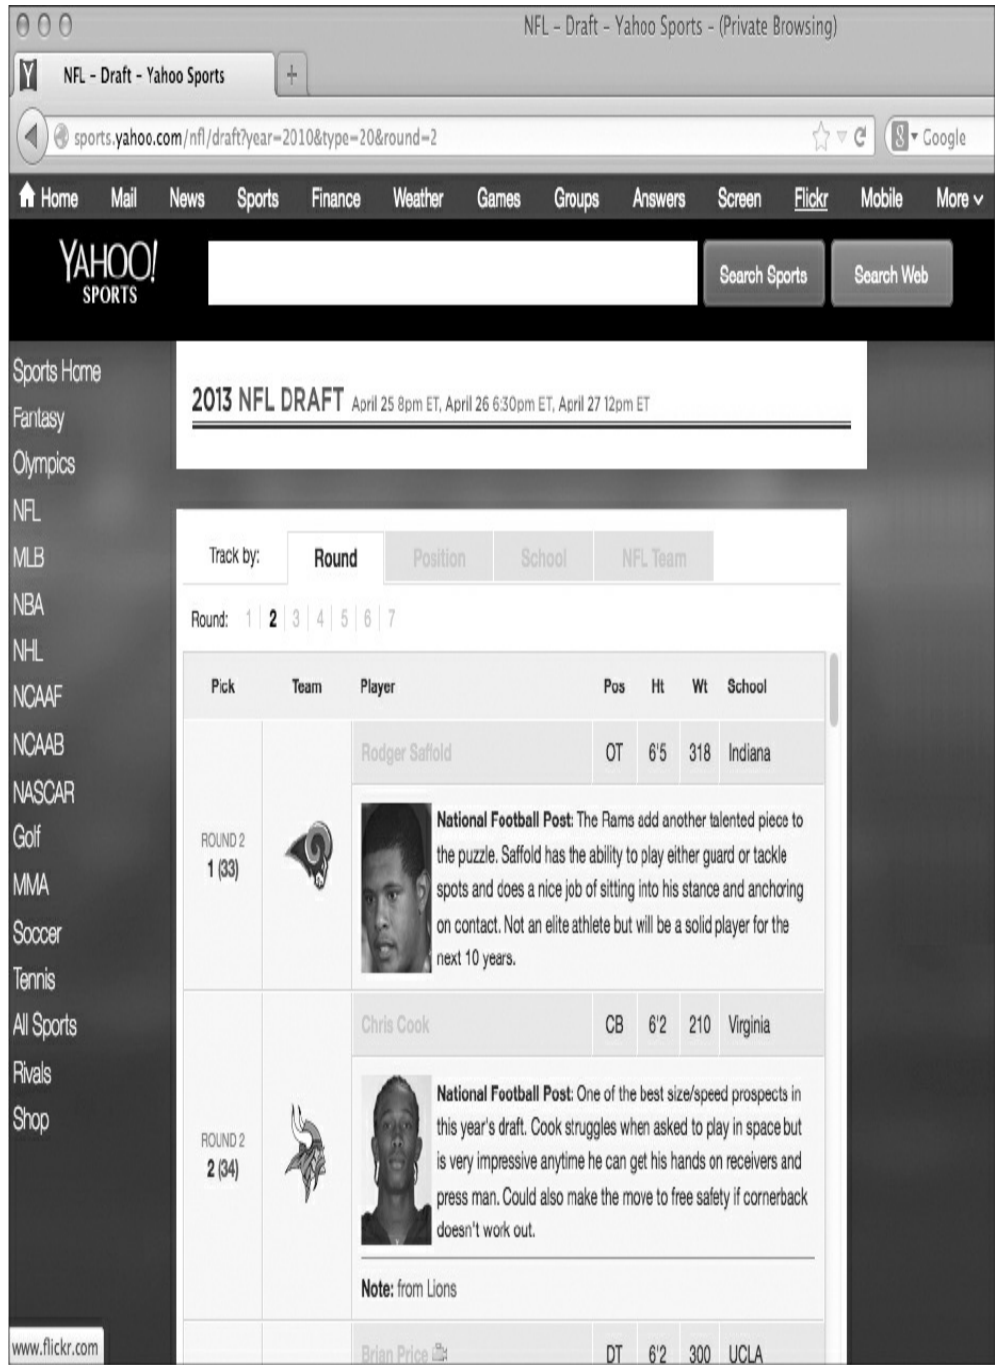 NFL – Draft – Yahoo Sports – (Private Browsing)
NFL – Draft – Yahoo Sports
sports.yahoo.com/nfl/draft?year=2010&type=20&round=2
Google
Home Mail News Sports Finance Weather Games Groups Answers Screen Flickr Mobile More
YAHOO!
SPORTS
Search Sports Search Web
Sports Home
Fantasy
Olympics
NFL
MLB
NBA
NHL
NCAAF
NCAAB
NASCAR
Golf
MMA
Soccer
Tennis
All Sports
Rivals
Shop
2013 NFL DRAFT April 25 8pm ET, April 26 6:30pm ET, April 27 12pm ET
Track by: Round Position School NFL Team
Round: 1 2 3 4 5 6 7
Pick Team Player Pos Ht Wt School
Rodger Saffold OT 6'5 318 Indiana
ROUND 2
1 (33)
National Football Post: The Rams add another talented piece to
the puzzle. Saffold has the ability to play either guard or tackle
spots and does a nice job of sitting into his stance and anchoring
on contact. Not an elite athlete but will be a solid player for the
next 10 years.
Chris Cook CB 6'2 210 Virginia
ROUND 2
2 (34)
National Football Post: One of the best size/speed prospects in
this year's draft. Cook struggles when asked to play in space but
is very impressive anytime he can get his hands on receivers and
press man. Could also make the move to free safety if cornerback
doesn't work out.
Note: from Lions
Brian Price DT 6'2 300 UCLA
www.flickr.com